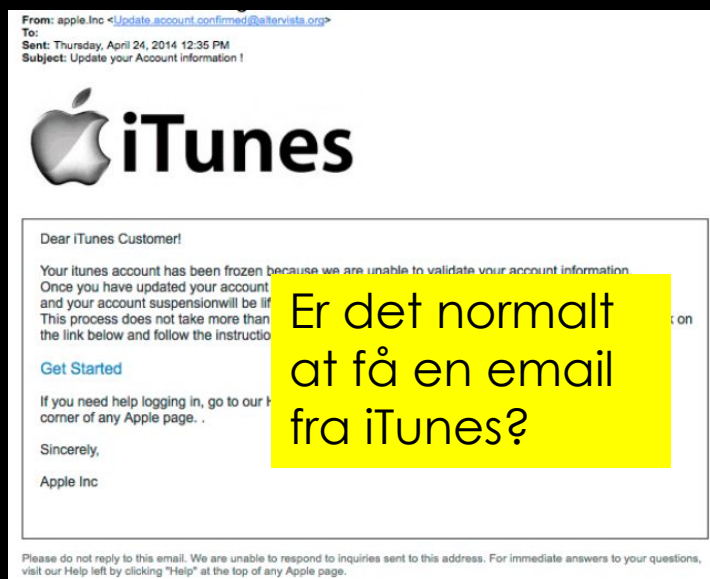 From: apple.Inc <Update.account.confirmed@altervista.org>
To:
Sent: Thursday, April 24, 2014 12:35 PM
Subject: Update your Account information !
iTunes
Dear iTunes Customer!
Your itunes account has been frozen because we are unable to validate your account information.
Once you have updated your account
and your account suspensionwill be lif
This process does not take more than
on
the link below and follow the instructio
Er det normalt
at få en email
fra iTunes?
Get Started
If you need help logging in, go to our H
corner of any Apple page. .
Sincerely,
Apple Inc
Please do not reply to this email. We are unable to respond to inquiries sent to this address. For immediate answers to your questions,
visit our Help left by clicking "Help" at the top of any Apple page.